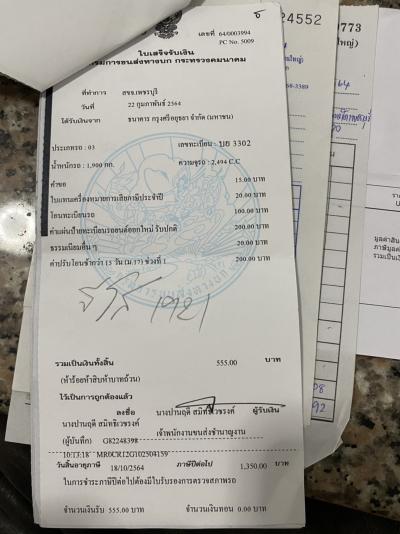 เลขที่ 64/0003994
PC No. 5009
ใบเสร็จรับเงิน
กรมการขนส่งทางบก กระทรวงคมนาคม
ที่ทำการ สขจ.เพชรบุรี
วันที่ 22 กุมภาพันธ์ 2564
ได้รับเงินจาก ธนาคาร กรุงศรีอยุธยา จำกัด (มหาชน)
ประเภทรถ : 03 เลขทะเบียน : 3302
น้ำหนักรถ : 1,900 กก. ความจุรถ : 2,494 C.C
ค่าขอ 15.00 บาท
ใบแทนเครื่องหมายการเสียภาษีประจำปี 20.00 บาท
โอนทะเบียนรถ 100.00 บาท
ค่าแผ่นป้ายทะเบียนรถยนต์ออกใหม่ รับปกติ 200.00 บาท
ธรรมเนียมอื่น ๆ 20.00 บาท
ค่าปรับโอนช้ากว่า 15 วัน (ม.17) ช่วงที่ 1 200.00 บาท
รวมเป็นเงินทั้งสิ้น 555.00 บาท
(ห้าร้อยห้าสิบห้าบาทถ้วน)
ไว้เป็นการถูกต้องแล้ว
ลงชื่อ นางปานฤดี ผู้รับเงิน
นางปานฤดี
(ผู้บันทึก) G82248398 เจ้าพนักงานขนส่งชำนาญงาน
10:13:18 MR0CR12G102504159
วันสิ้นอายุภาษี 18/10/2564 ภาษีปีต่อไป 1,350.00 บาท
ในการชำระภาษีปีต่อไปต้องมีใบรับรองการตรวจสภาพรถ
จำนวนเงินรับ 555.00 บาท จำนวนเงินทอน 0.00 บาท
24552
0773